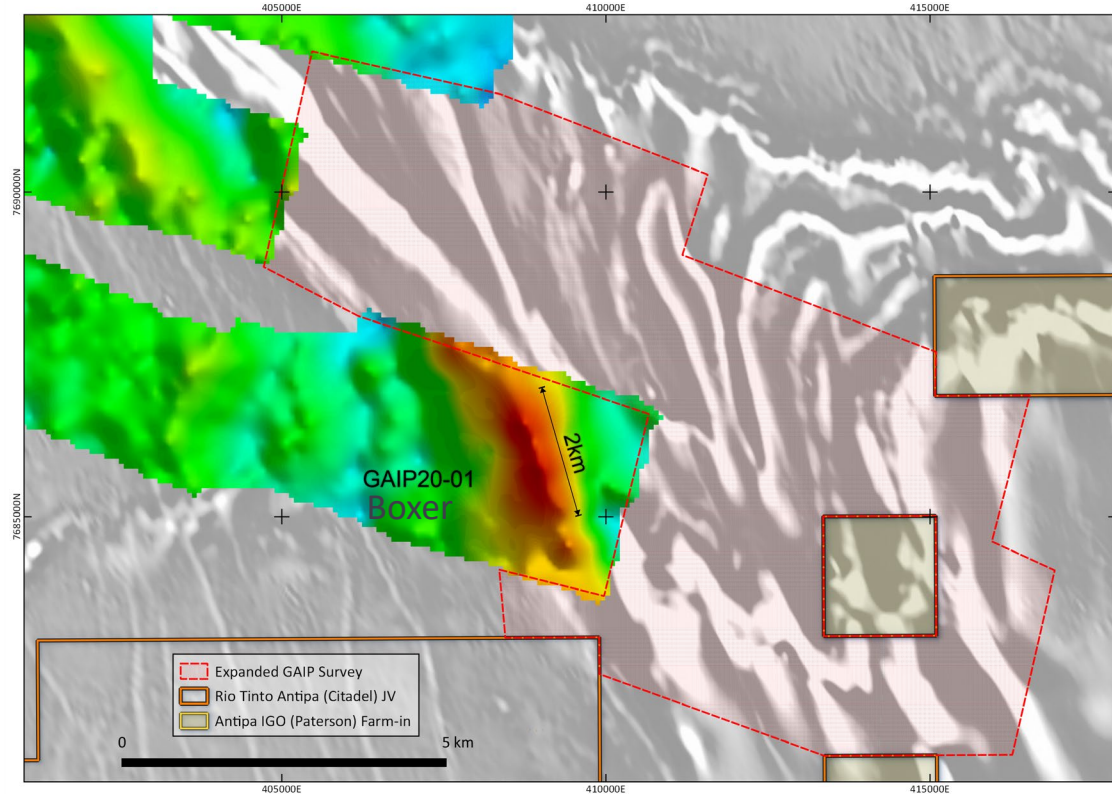 405000E
410000E
415000E
7690000N
7685000N
2km
GAIP20-01
Boxer
Expanded GAIP Survey
Rio Tinto Antipa (Citadel) JV
Antipa IGO (Paterson) Farm-in
0
5 km
405000E
410000E
415000E